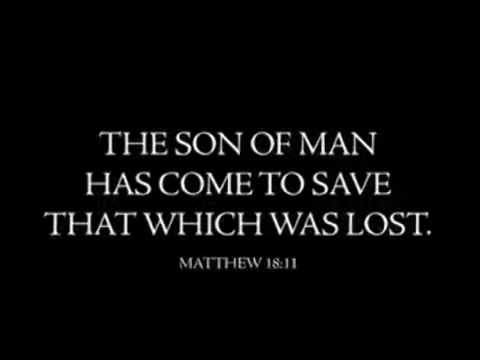 THE SON OF MAN
HAS COME TO SAVE
THAT WHICH WAS LOST.
MATTHEW 18:11